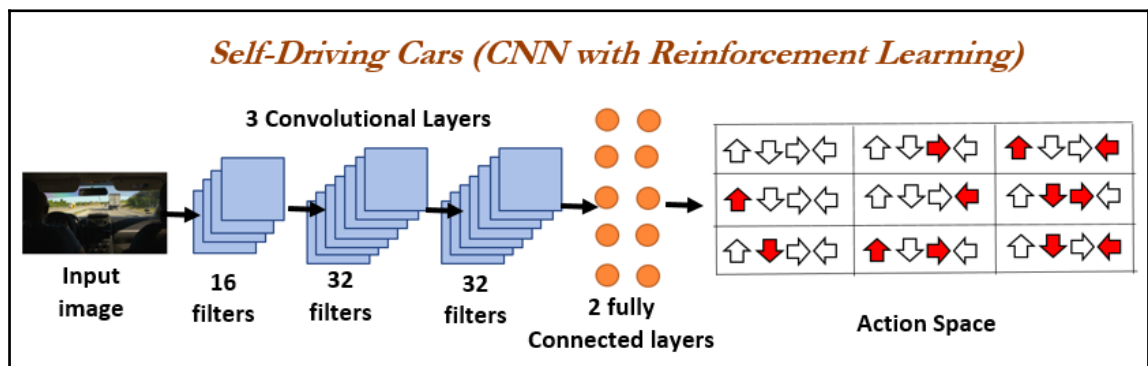 Self-Driving Cars (CNN with Reinforcement Learning)
3 Convolutional Layers
Input
image
16
filters
32
filters
32
filters
2 fully
Connected layers
Action Space